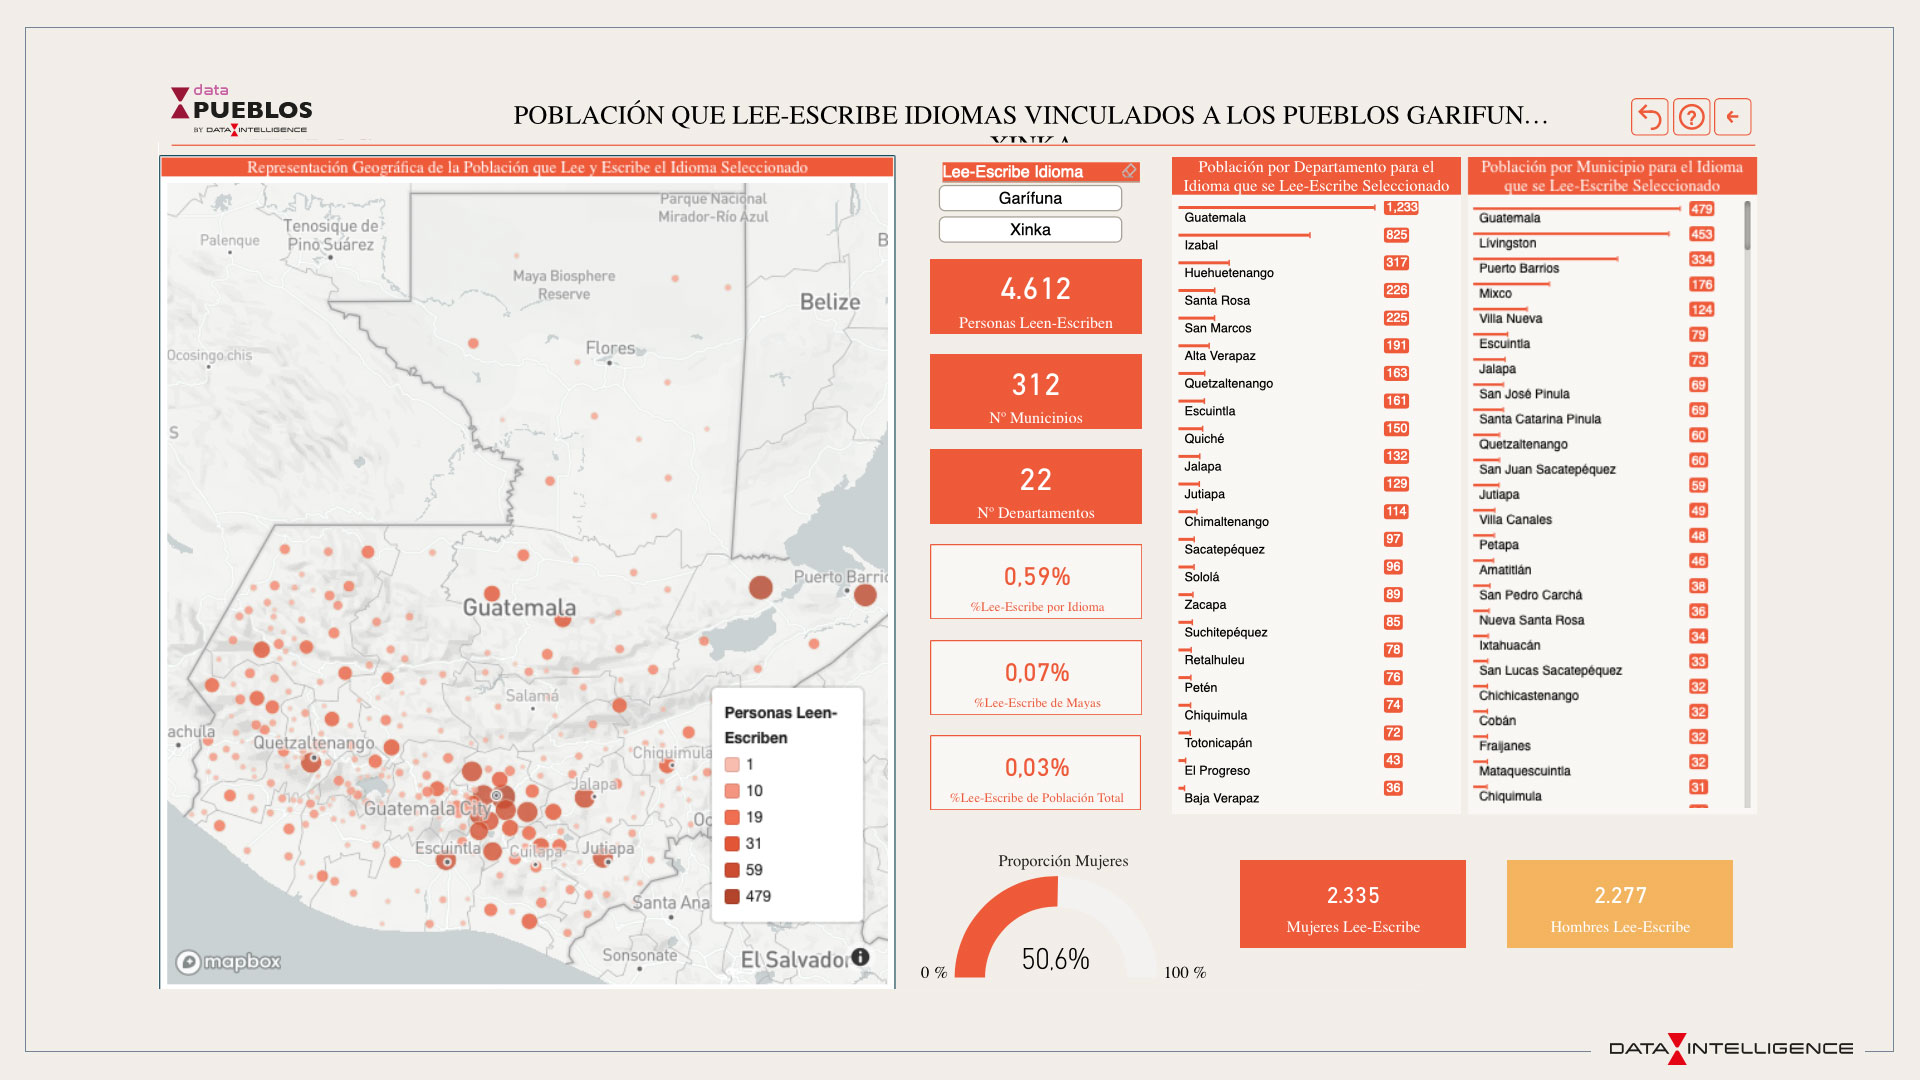 data
PUEBLOS
BY DATA INTELLIGENCE
POBLACIÓN QUE LEE-ESCRIBE IDIOMAS VINCULADOS A LOS PUEBLOS GARIFUN…
XINKA
Representación Geográfica de la Población que Lee y Escribe el Idioma Seleccionado
Parque Nacional
Mirador-Río Azul
Tenosique de
Pino Suárez
Palenque
B
Maya Biosphere
Reserve
Belize
Flores
Ocosingo chis
S
Puerto Barrio
Guatemala
Salamá
achula
Quetzaltenango
Chiquimula
Jalapa
Guatemala City
Oc
Escuintla
Cuilapa
Jutiapa
Santa Ana
Sonsonate
El Salvador
mapbox
Personas Leen-
Escriben
1
10
19
31
59
479
Lee-Escribe Idioma
Garífuna
Xinka
4.612
Personas Leen-Escriben
312
Nº Municipios
22
Nº Departamentos
0,59%
%Lee-Escribe por Idioma
0,07%
%Lee-Escribe de Mayas
0,03%
%Lee-Escribe de Población Total
Población por Departamento para el
Idioma que se Lee-Escribe Seleccionado
Guatemala 1,233
Izabal 825
Huehuetenango 317
Santa Rosa 226
San Marcos 225
Alta Verapaz 191
Quetzaltenango 163
Escuintla 161
Quiché 150
Jalapa 132
Jutiapa 129
Chimaltenango 114
Sacatepéquez 97
Sololá 96
Zacapa 89
Suchitepéquez 85
Retalhuleu 78
Petén 76
Chiquimula 74
Totonicapán 72
El Progreso 43
Baja Verapaz 36
Población por Municipio para el Idioma
que se Lee-Escribe Seleccionado
Guatemala 479
Lívingston 453
Puerto Barrios 334
Mixco 176
Villa Nueva 124
Escuintla 79
Jalapa 73
San José Pinula 69
Santa Catarina Pinula 69
Quetzaltenango 60
San Juan Sacatepéquez 60
Jutiapa 59
Villa Canales 49
Petapa 48
Amatitlán 46
San Pedro Carchá 38
Nueva Santa Rosa 36
Ixtahuacán 34
San Lucas Sacatepéquez 33
Chichicastenango 32
Cobán 32
Fraijanes 32
Mataquescuintla 32
Chiquimula 31
Proporción Mujeres
50,6%
0 %
100 %
2.335
Mujeres Lee-Escribe
2.277
Hombres Lee-Escribe
DATA INTELLIGENCE